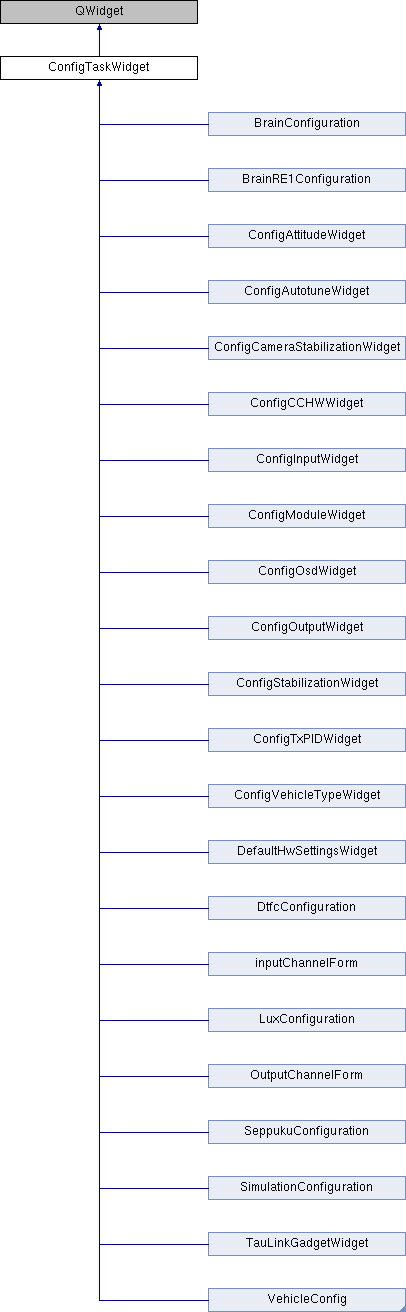 QWidget
ConfigTaskWidget
BrainConfiguration
BrainRE1Configuration
ConfigAttitudeWidget
ConfigAutotuneWidget
ConfigCameraStabilizationWidget
ConfigCCHWWidget
ConfigInputWidget
ConfigModuleWidget
ConfigOsdWidget
ConfigOutputWidget
ConfigStabilizationWidget
ConfigTxPIDWidget
ConfigVehicleTypeWidget
DefaultHwSettingsWidget
DtfcConfiguration
inputChannelForm
LuxConfiguration
OutputChannelForm
SeppukuConfiguration
SimulationConfiguration
TauLinkGadgetWidget
VehicleConfig